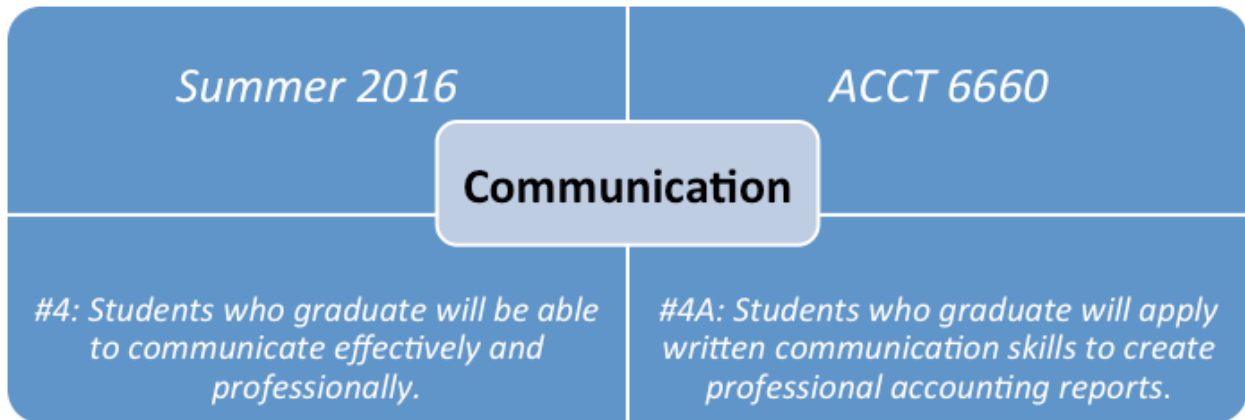 Summer 2016
ACCT 6660
Communication
#4: Students who graduate will be able
to communicate effectively and
professionally.
#4A: Students who graduate will apply
written communication skills to create
professional accounting reports.